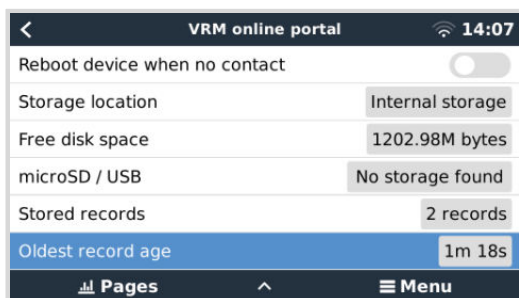 VRM online portal 14:07
Reboot device when no contact
Storage location Internal storage
Free disk space 1202.98M bytes
microSD / USB No storage found
Stored records 2 records
Oldest record age 1m 18s
Pages Menu